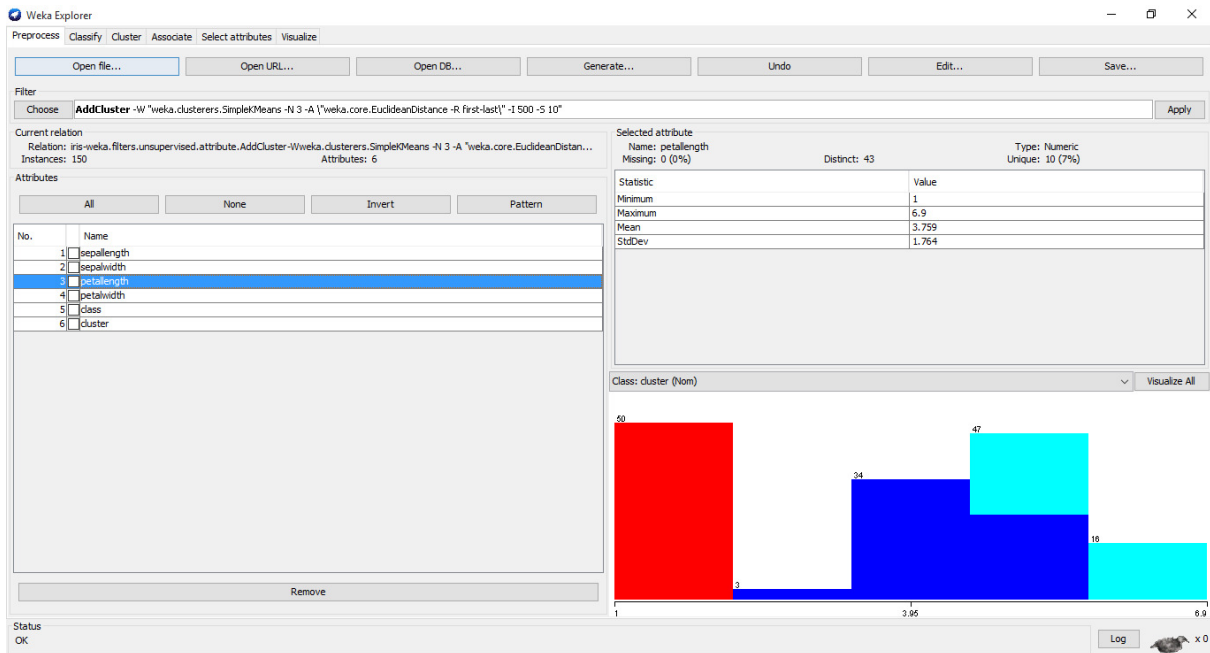 Weka Explorer
Preprocess Classify Cluster Associate Select attributes Visualize
Open file... Open URL... Open DB... Generate... Undo Edit... Save...
Filter
Choose AddCluster -W "weka.clusterers.SimpleKMeans -N 3 -A \"weka.core.EuclideanDistance -R first-last\" -I 500 -S 10" Apply
Current relation
Relation: iris-weka.filters.unsupervised.attribute.AddCluster-Wweka.clusterers.SimpleKMeans -N 3 -A "weka.core.EuclideanDistan...
Instances: 150 Attributes: 6
Attributes
All None Invert Pattern
No. Name
1 sepallength
2 sepalwidth
3 petallength
4 petalwidth
5 class
6 cluster
Remove
Selected attribute
Name: petallength Type: Numeric
Missing: 0 (0%) Distinct: 43 Unique: 10 (7%)
Statistic Value
Minimum 1
Maximum 6.9
Mean 3.759
StdDev 1.764
Class: cluster (Nom) Visualize All
50
47
34
16
3
1 3.95 6.9
Status
OK Log x 0